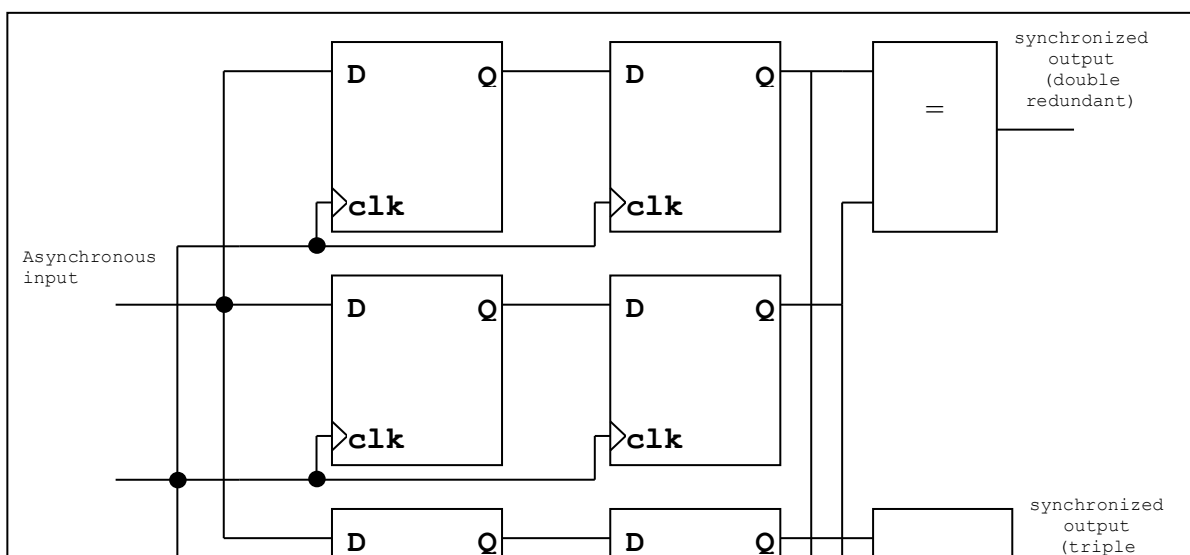 synchronized
output
(double
redundant)
D Q D Q
=
clk clk
Asynchronous
input
D Q D Q
clk clk
synchronized
output
(triple
D Q D Q